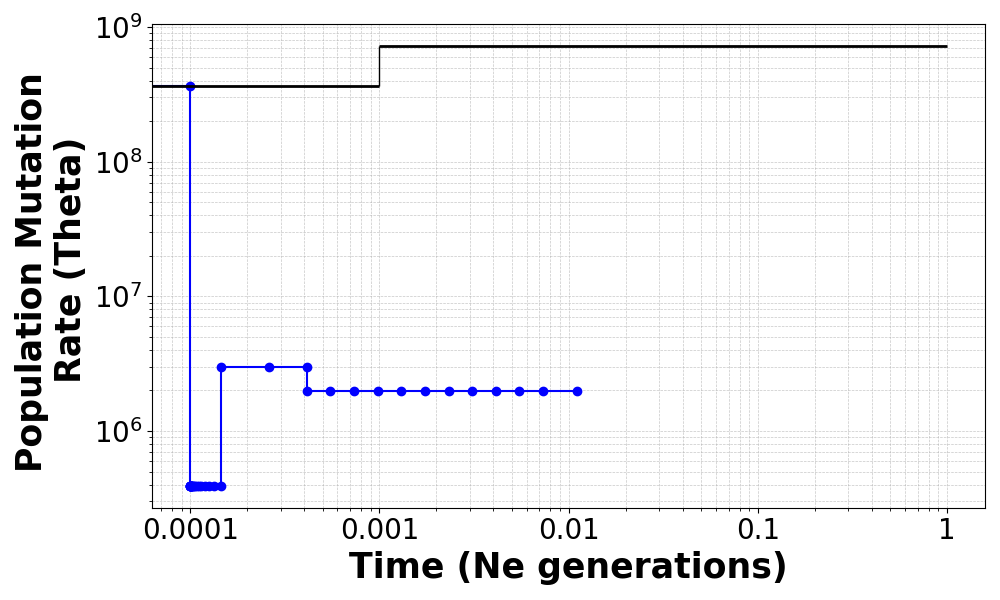 Population Mutation
Rate (Theta)
10⁹
10⁸
10⁷
10⁶
0.0001 0.001 0.01 0.1 1
Time (Ne generations)